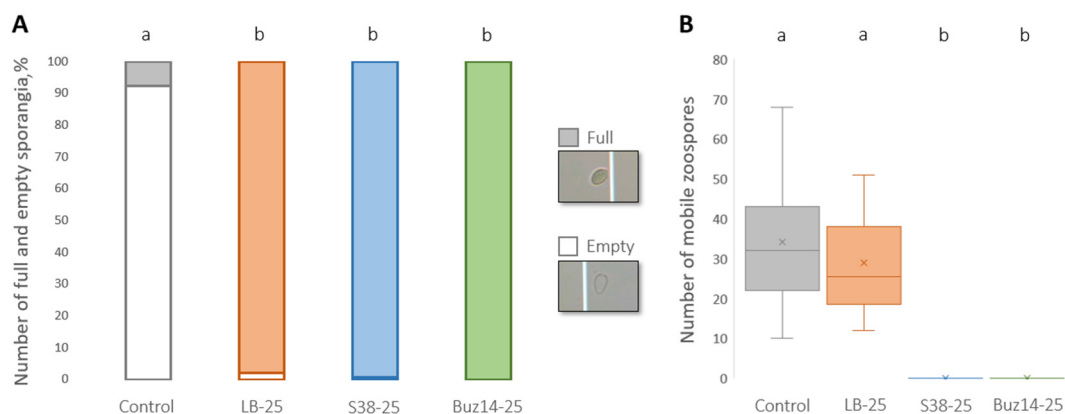 A
a b b b
Number of full and empty sporangia,%
100
90
80
70
60
50
40
30
20
10
0
Control LB-25 S38-25 Buz14-25
Full
Empty
B
a a b b
Number of mobile zoospores
80
70
60
50
40
30
20
10
0
Control LB-25 S38-25 Buz14-25